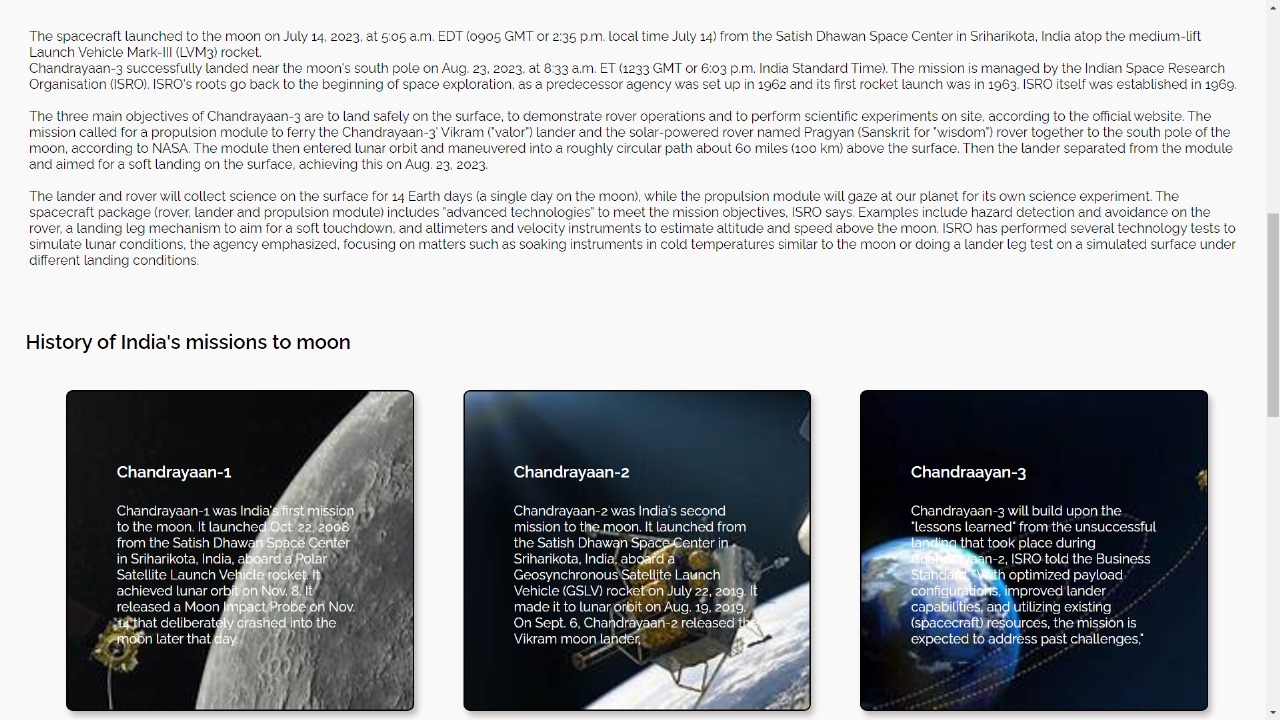 The spacecraft launched to the moon on July 14, 2023, at 5:05 a.m. EDT (0905 GMT or 2:35 p.m. local time July 14) from the Satish Dhawan Space Center in Sriharikota, India atop the medium-lift
Launch Vehicle Mark-III (LVM3) rocket.
Chandrayaan-3 successfully landed near the moon's south pole on Aug. 23, 2023, at 8:33 a.m. ET (1233 GMT or 6:03 p.m. India Standard Time). The mission is managed by the Indian Space Research
Organisation (ISRO). ISRO's roots go back to the beginning of space exploration, as a predecessor agency was set up in 1962 and its first rocket launch was in 1963. ISRO itself was established in 1969.
The three main objectives of Chandrayaan-3 are to land safely on the surface, to demonstrate rover operations and to perform scientific experiments on site, according to the official website. The
mission called for a propulsion module to ferry the Chandrayaan-3' Vikram ("valor") lander and the solar-powered rover named Pragyan (Sanskrit for "wisdom") rover together to the south pole of the
moon, according to NASA. The module then entered lunar orbit and maneuvered into a roughly circular path about 60 miles (100 km) above the surface. Then the lander separated from the module
and aimed for a soft landing on the surface, achieving this on Aug. 23, 2023.
The lander and rover will collect science on the surface for 14 Earth days (a single day on the moon), while the propulsion module will gaze at our planet for its own science experiment. The
spacecraft package (rover, lander and propulsion module) includes "advanced technologies" to meet the mission objectives, ISRO says. Examples include hazard detection and avoidance on the
rover, a landing leg mechanism to aim for a soft touchdown, and altimeters and velocity instruments to estimate altitude and speed above the moon. ISRO has performed several technology tests to
simulate lunar conditions, the agency emphasized, focusing on matters such as soaking instruments in cold temperatures similar to the moon or doing a lander leg test on a simulated surface under
different landing conditions.
History of India's missions to moon
Chandrayaan-1
Chandrayaan-1 was India's first mission
to the moon. It launched Oct. 22, 2008
from the Satish Dhawan Space Center
in Sriharikota, India, aboard a Polar
Satellite Launch Vehicle rocket. It
achieved lunar orbit on Nov. 8. It
released a Moon Impact Probe on Nov.
14 that deliberately crashed into the
moon later that day.
Chandrayaan-2
Chandrayaan-2 was India's second
mission to the moon. It launched from
the Satish Dhawan Space Center in
Sriharikota, India, aboard a
Geosynchronous Satellite Launch
Vehicle (GSLV) rocket on July 22, 2019. It
made it to lunar orbit on Aug. 19, 2019.
On Sept. 6, Chandrayaan-2 released the
Vikram moon lander,
Chandraayan-3
Chandrayaan-3 will build upon the
"lessons learned" from the unsuccessful
landing that took place during
Chandrayaan-2, ISRO told the Business
Standard. "With optimized payload
configurations, improved lander
capabilities, and utilizing existing
(spacecraft) resources, the mission is
expected to address past challenges,"